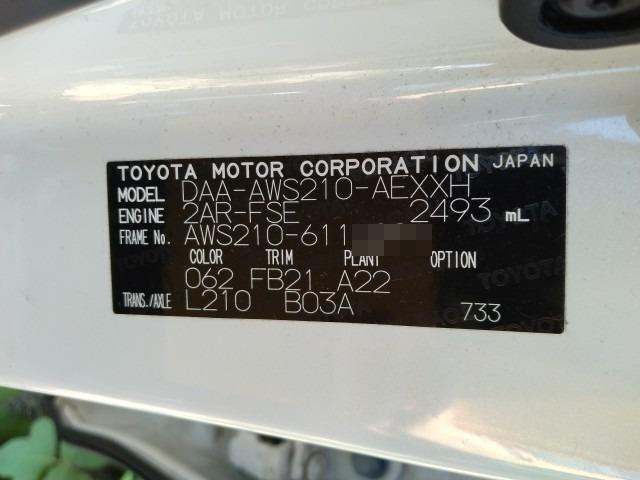 TOYOTA MOTOR CORPORATION JAPAN
MODEL DAA-AWS210-AEXXH
ENGINE 2AR-FSE 2493 mL
FRAME No. AWS210-611
COLOR TRIM PLANT OPTION
062 FB21 A22
TRANS./AXLE L210 B03A 733